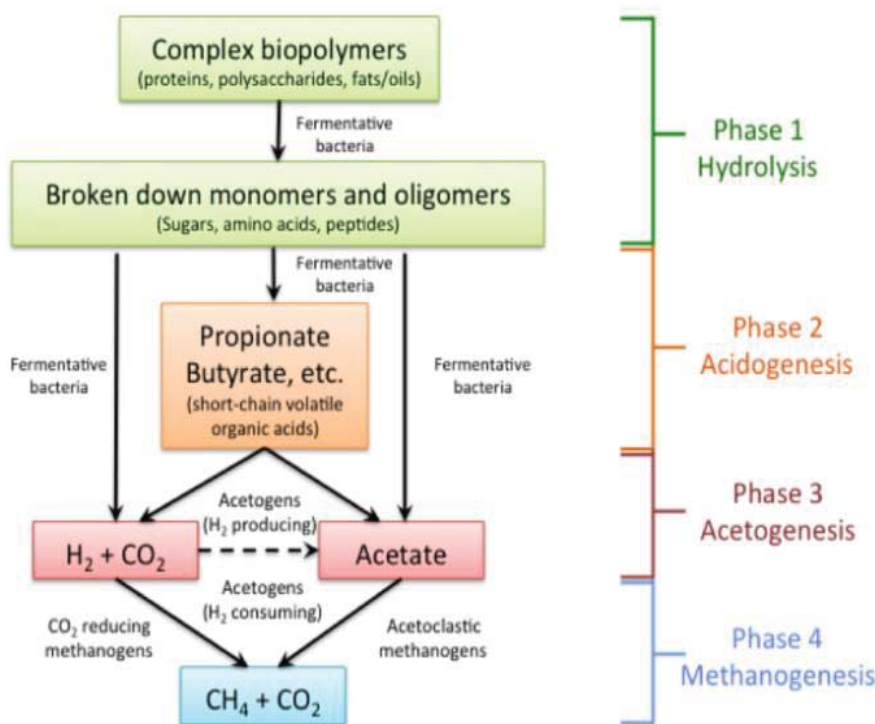 Complex biopolymers
(proteins, polysaccharides, fats/oils)
Fermentative
bacteria
Phase 1
Hydrolysis
Broken down monomers and oligomers
(Sugars, amino acids, peptides)
Fermentative
bacteria
Propionate
Butyrate, etc.
(short-chain volatile
organic acids)
Fermentative
bacteria
Fermentative
bacteria
Phase 2
Acidogenesis
Acetogens
(H₂ producing)
H₂ + CO₂
Acetate
Acetogens
(H₂ consuming)
Phase 3
Acetogenesis
CO₂ reducing
methanogens
Acetoclastic
methanogens
CH₄ + CO₂
Phase 4
Methanogenesis